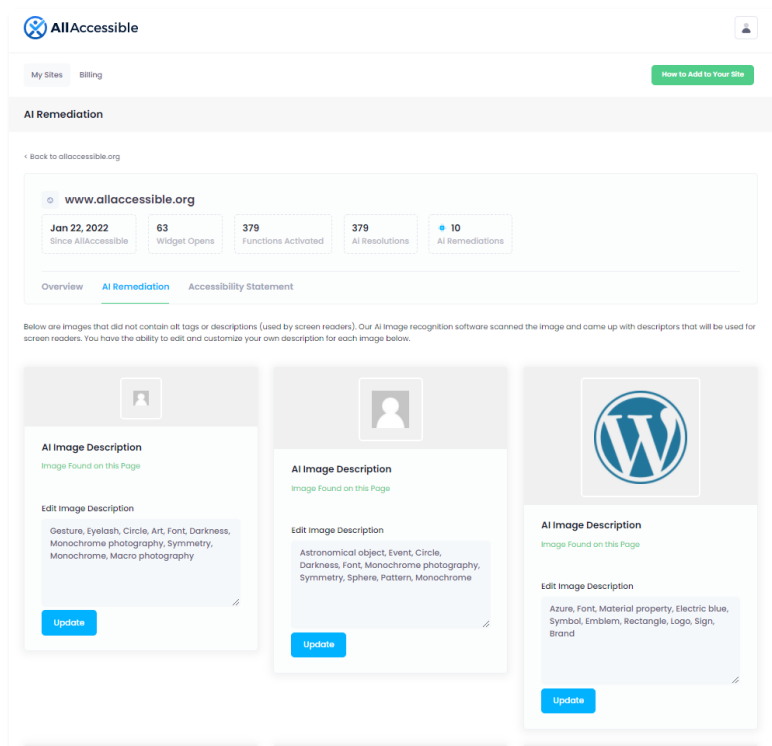 AllAccessible
My Sites
Billing
How to Add to Your Site
AI Remediation
< Back to allaccessible.org
www.allaccessible.org
Jan 22, 2022
Since AllAccessible
63
Widget Opens
379
Functions Activated
379
AI Resolutions
10
Ai Remediations
Overview
AI Remediation
Accessibility Statement
Below are images that did not contain alt tags or descriptions (used by screen readers). Our Ai Image recognition software scanned the image and came up with descriptors that will be used for
screen readers. You have the ability to edit and customize your own description for each image below.
AI Image Description
Image Found on this Page
Edit Image Description
Gesture, Eyelash, Circle, Art, Font, Darkness,
Monochrome photography, Symmetry,
Monochrome, Macro photography
Update
AI Image Description
Image Found on this Page
Edit Image Description
Astronomical object, Event, Circle,
Darkness, Font, Monochrome photography,
Symmetry, Sphere, Pattern, Monochrome
Update
AI Image Description
Image Found on this Page
Edit Image Description
Azure, Font, Material property, Electric blue,
Symbol, Emblem, Rectangle, Logo, Sign,
Brand
Update